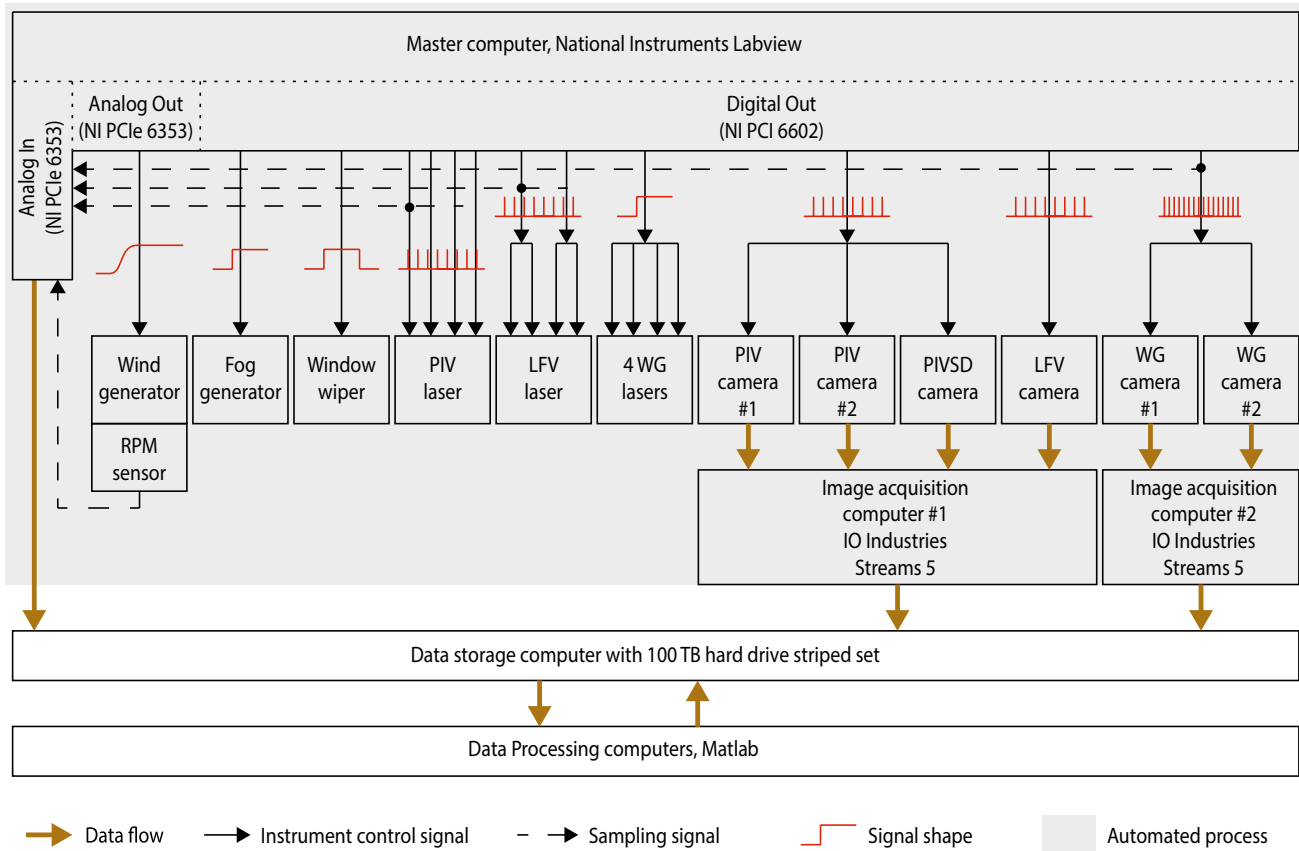 Master computer, National Instruments Labview
Analog Out
(NI PCIe 6353)
Digital Out
(NI PCI 6602)
Analog In
(NI PCIe 6353)
Wind
generator
Fog
generator
Window
wiper
PIV
laser
LFV
laser
4 WG
lasers
PIV
camera
#1
PIV
camera
#2
PIVSD
camera
LFV
camera
WG
camera
#1
WG
camera
#2
RPM
sensor
Image acquisition
computer #1
IO Industries
Streams 5
Image acquisition
computer #2
IO Industries
Streams 5
Data storage computer with 100 TB hard drive striped set
Data Processing computers, Matlab
Data flow
Instrument control signal
Sampling signal
Signal shape
Automated process